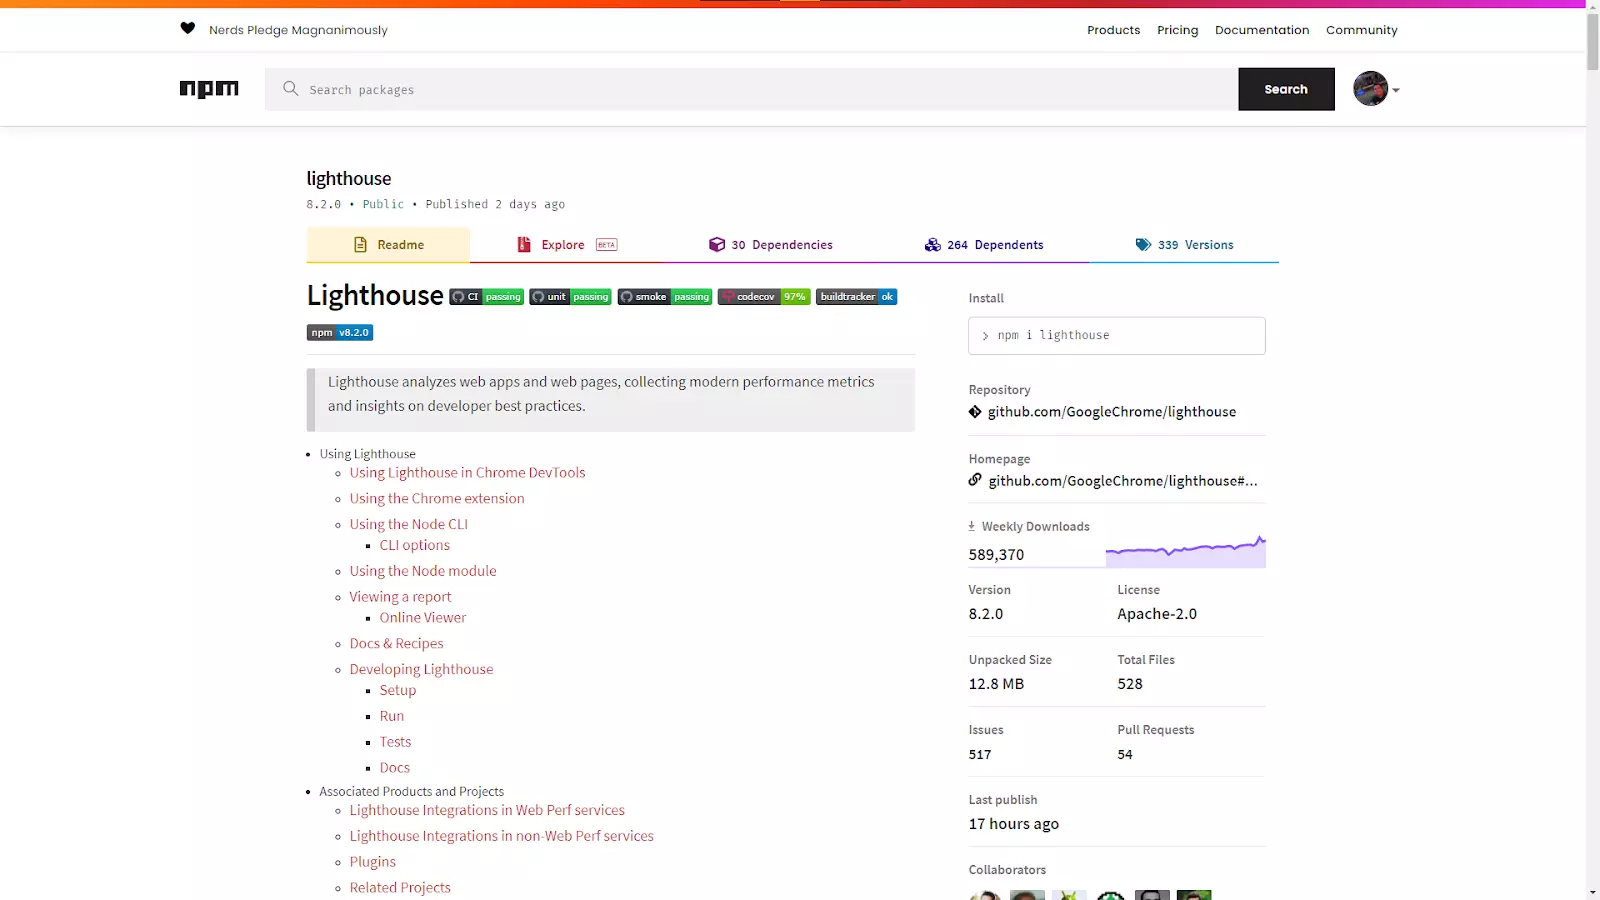 Nerds Pledge Magnanimously
Products Pricing Documentation Community
npm
Search packages
Search
lighthouse
8.2.0 • Public • Published 2 days ago
Readme
Explore BETA
30 Dependencies
264 Dependents
339 Versions
Lighthouse CI passing unit passing smoke passing codecov 97% buildtracker ok
npm v8.2.0
Lighthouse analyzes web apps and web pages, collecting modern performance metrics
and insights on developer best practices.
Using Lighthouse
Using Lighthouse in Chrome DevTools
Using the Chrome extension
Using the Node CLI
CLI options
Using the Node module
Viewing a report
Online Viewer
Docs & Recipes
Developing Lighthouse
Setup
Run
Tests
Docs
Associated Products and Projects
Lighthouse Integrations in Web Perf services
Lighthouse Integrations in non-Web Perf services
Plugins
Related Projects
Install
> npm i lighthouse
Repository
github.com/GoogleChrome/lighthouse
Homepage
github.com/GoogleChrome/lighthouse#...
Weekly Downloads
589,370
Version
8.2.0
License
Apache-2.0
Unpacked Size
12.8 MB
Total Files
528
Issues
517
Pull Requests
54
Last publish
17 hours ago
Collaborators